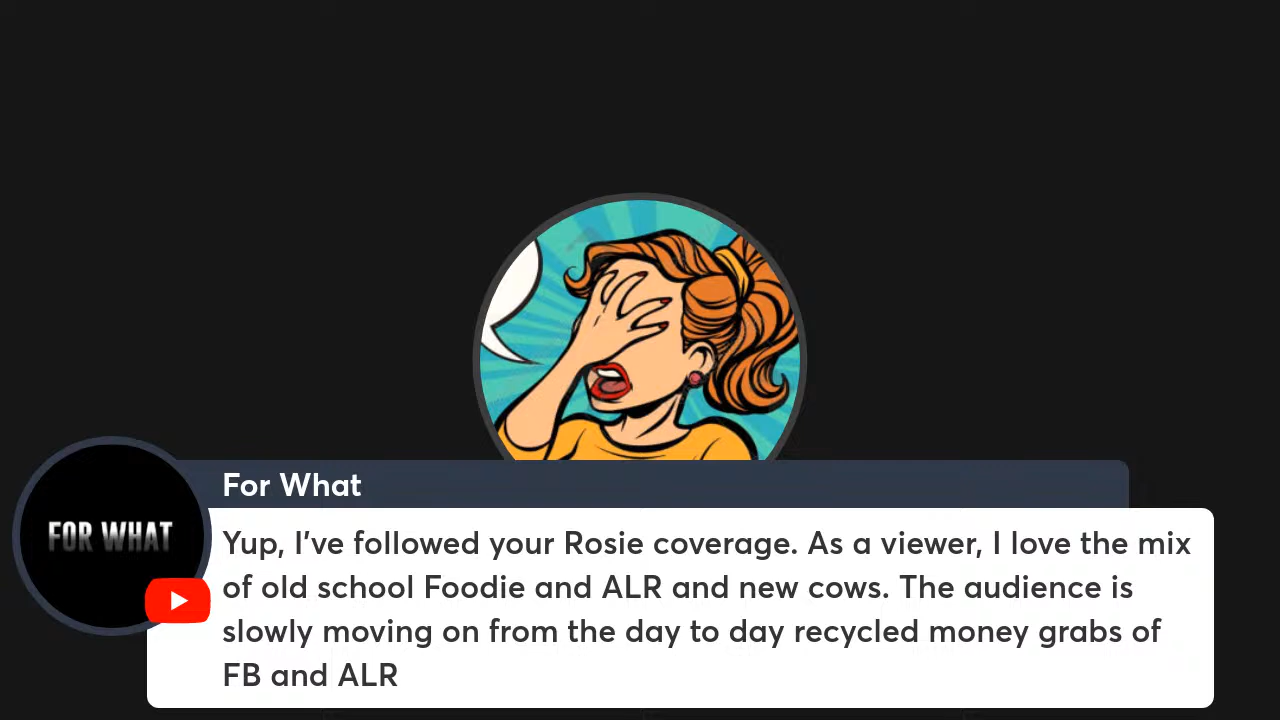 For What
FOR WHAT
Yup, I've followed your Rosie coverage. As a viewer, I love the mix
of old school Foodie and ALR and new cows. The audience is
slowly moving on from the day to day recycled money grabs of
FB and ALR